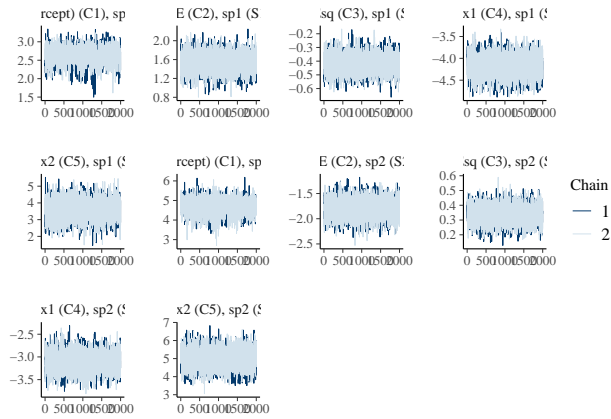 rcept) (C1), sp
E (C2), sp1 (S
sq (C3), sp1 (S
x1 (C4), sp1 (S
3.0
2.5
2.0
1.5
2.0
1.6
1.2
0.8
−0.2
−0.3
−0.4
−0.5
−0.6
−3.5
−4.0
−4.5
0 500 1000 1500 2000
0 500 1000 1500 2000
0 500 1000 1500 2000
0 500 1000 1500 2000
x2 (C5), sp1 (S
rcept) (C1), sp
E (C2), sp2 (S
sq (C3), sp2 (S
5
4
3
2
6
5
4
3
−1.5
−2.0
−2.5
0.6
0.5
0.4
0.3
0.2
0 500 1000 1500 2000
0 500 1000 1500 2000
0 500 1000 1500 2000
0 500 1000 1500 2000
Chain
1
2
x1 (C4), sp2 (S
x2 (C5), sp2 (S
−2.5
−3.0
−3.5
7
6
5
4
3
0 500 1000 1500 2000
0 500 1000 1500 2000